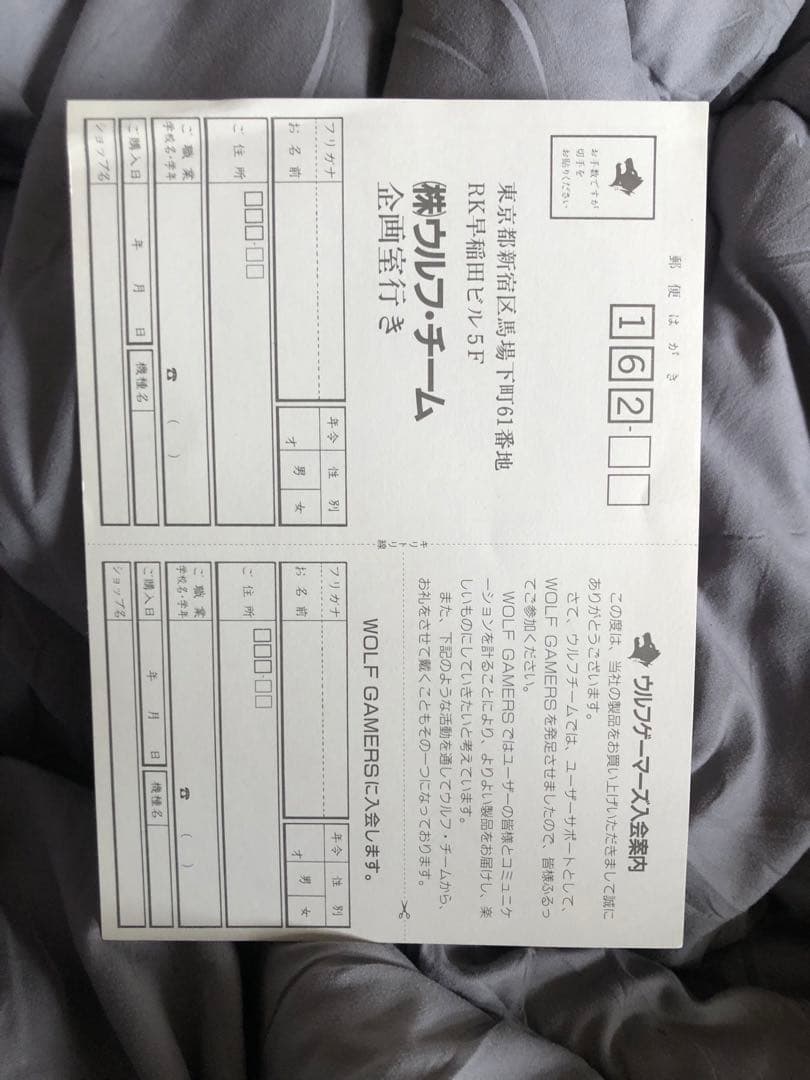 郵便はがき
162-
お手数ですが
切手を
お貼りください
東京都新宿区馬場下町61番地
RK早稲田ビル5F
㈱ウルフ・チーム
企画室行き
フリガナ
お名前
年令 性別
才 男 女
ご住所
□□□-□□
☎ ( )
ご職業
学校名・学年
ご購入日 年 月 日 機種名
ショップ名
キリトリ線
ウルフゲーマーズ入会案内
この度は、当社の製品をお買い上げいただきまして誠に
ありがとうございます。
さて、ウルフチームでは、ユーザーサポートとして、
WOLF GAMERSを発足させましたので、皆様ふるっ
てご参加ください。
WOLF GAMERSではユーザーの皆様とコミュニケ
ーションを計ることにより、よりよい製品をお届けし、楽
しいものにしていきたいと考えています。
また、下記のような活動を通してウルフ・チームから、
お礼をさせて戴くこともその一つになっております。
WOLF GAMERSに入会します。
フリガナ
お名前
年令 性別
才 男 女
ご住所
□□□-□□
☎ ( )
ご職業
学校名・学年
ご購入日 年 月 日 機種名
ショップ名